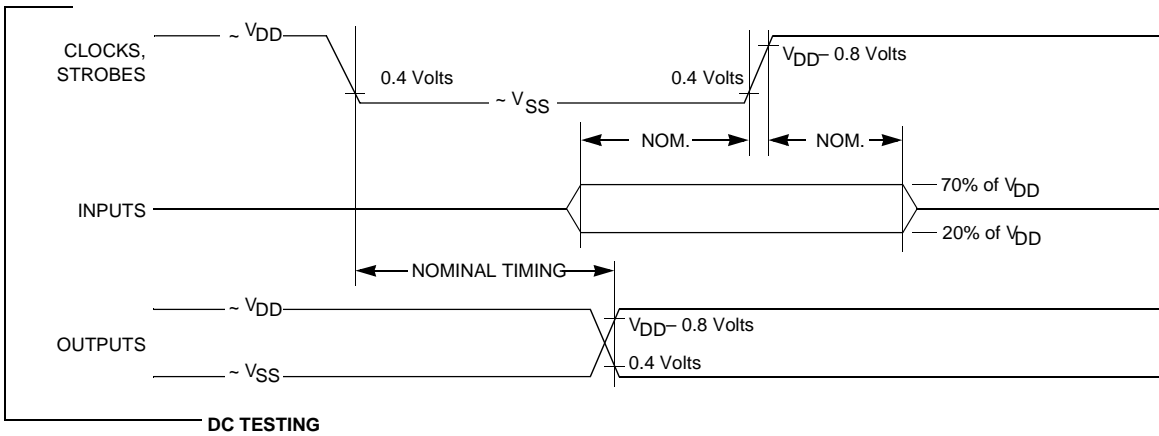 CLOCKS,
STROBES
~ VDD
0.4 Volts
~ VSS
0.4 Volts
VDD– 0.8 Volts
NOM.
NOM.
INPUTS
70% of VDD
20% of VDD
NOMINAL TIMING
OUTPUTS
~ VDD
~ VSS
VDD– 0.8 Volts
0.4 Volts
DC TESTING